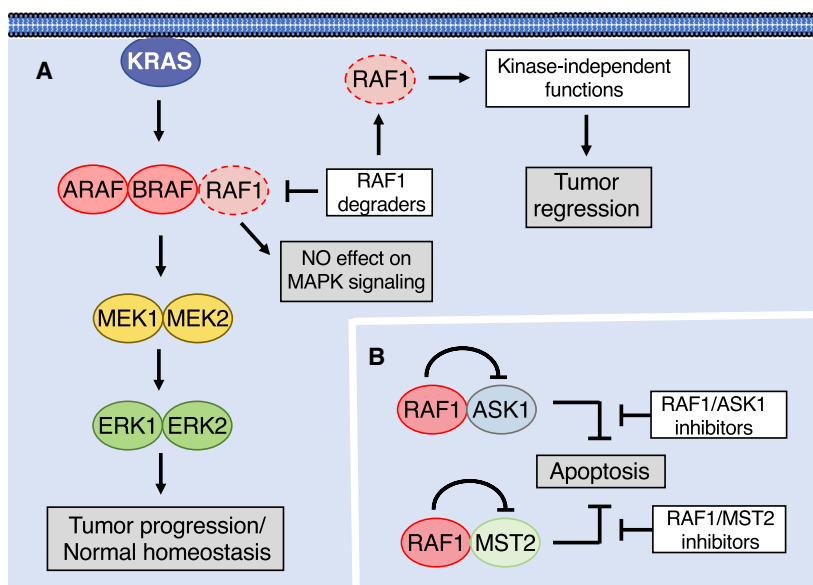 A
KRAS
RAF1
Kinase-independent
functions
ARAF BRAF RAF1
RAF1
degraders
Tumor
regression
NO effect on
MAPK signaling
MEK1 MEK2
ERK1 ERK2
Tumor progression/
Normal homeostasis
B
RAF1 ASK1
RAF1/ASK1
inhibitors
Apoptosis
RAF1 MST2
RAF1/MST2
inhibitors